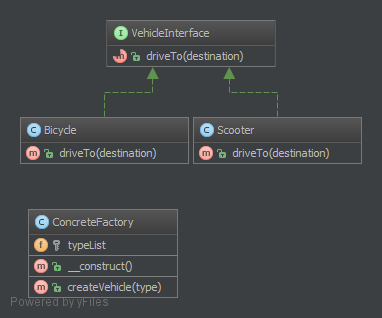 I VehicleInterface
m driveTo(destination)
C Bicycle
m driveTo(destination)
C Scooter
m driveTo(destination)
C ConcreteFactory
f typeList
m __construct()
m createVehicle(type)
Powered by yFiles